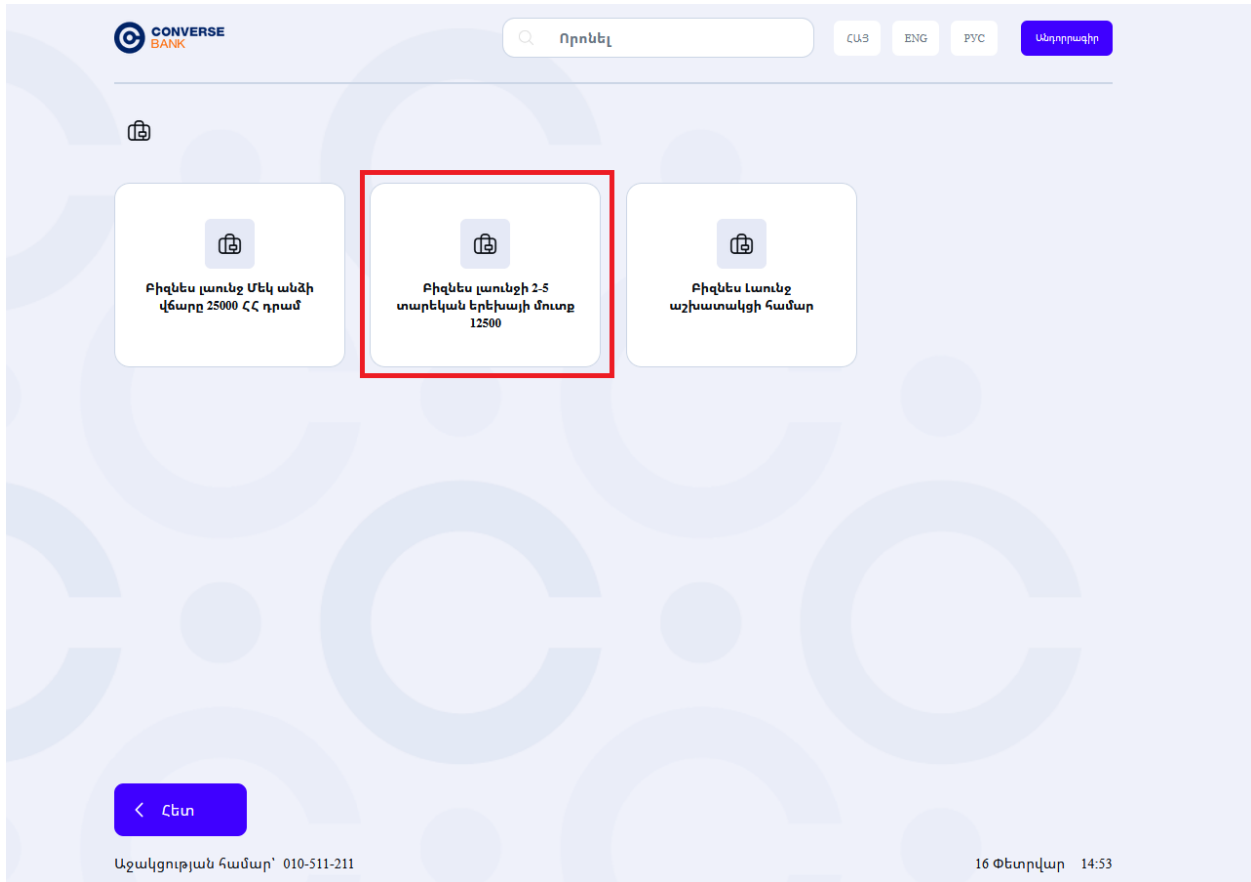 CONVERSE
BANK
Որոնել
ՀԱՅ
ENG
РУС
Անդորրագիր
Բիզնես լաունջ Մեկ անձի
վճարը 25000 ՀՀ դրամ
Բիզնես լաունջի 2-5
տարեկան երեխայի մուտք
12500
Բիզնես Լաունջ
աշխատակցի համար
Հետ
Աջակցության համար՝ 010-511-211
16 Փետրվար 14:53